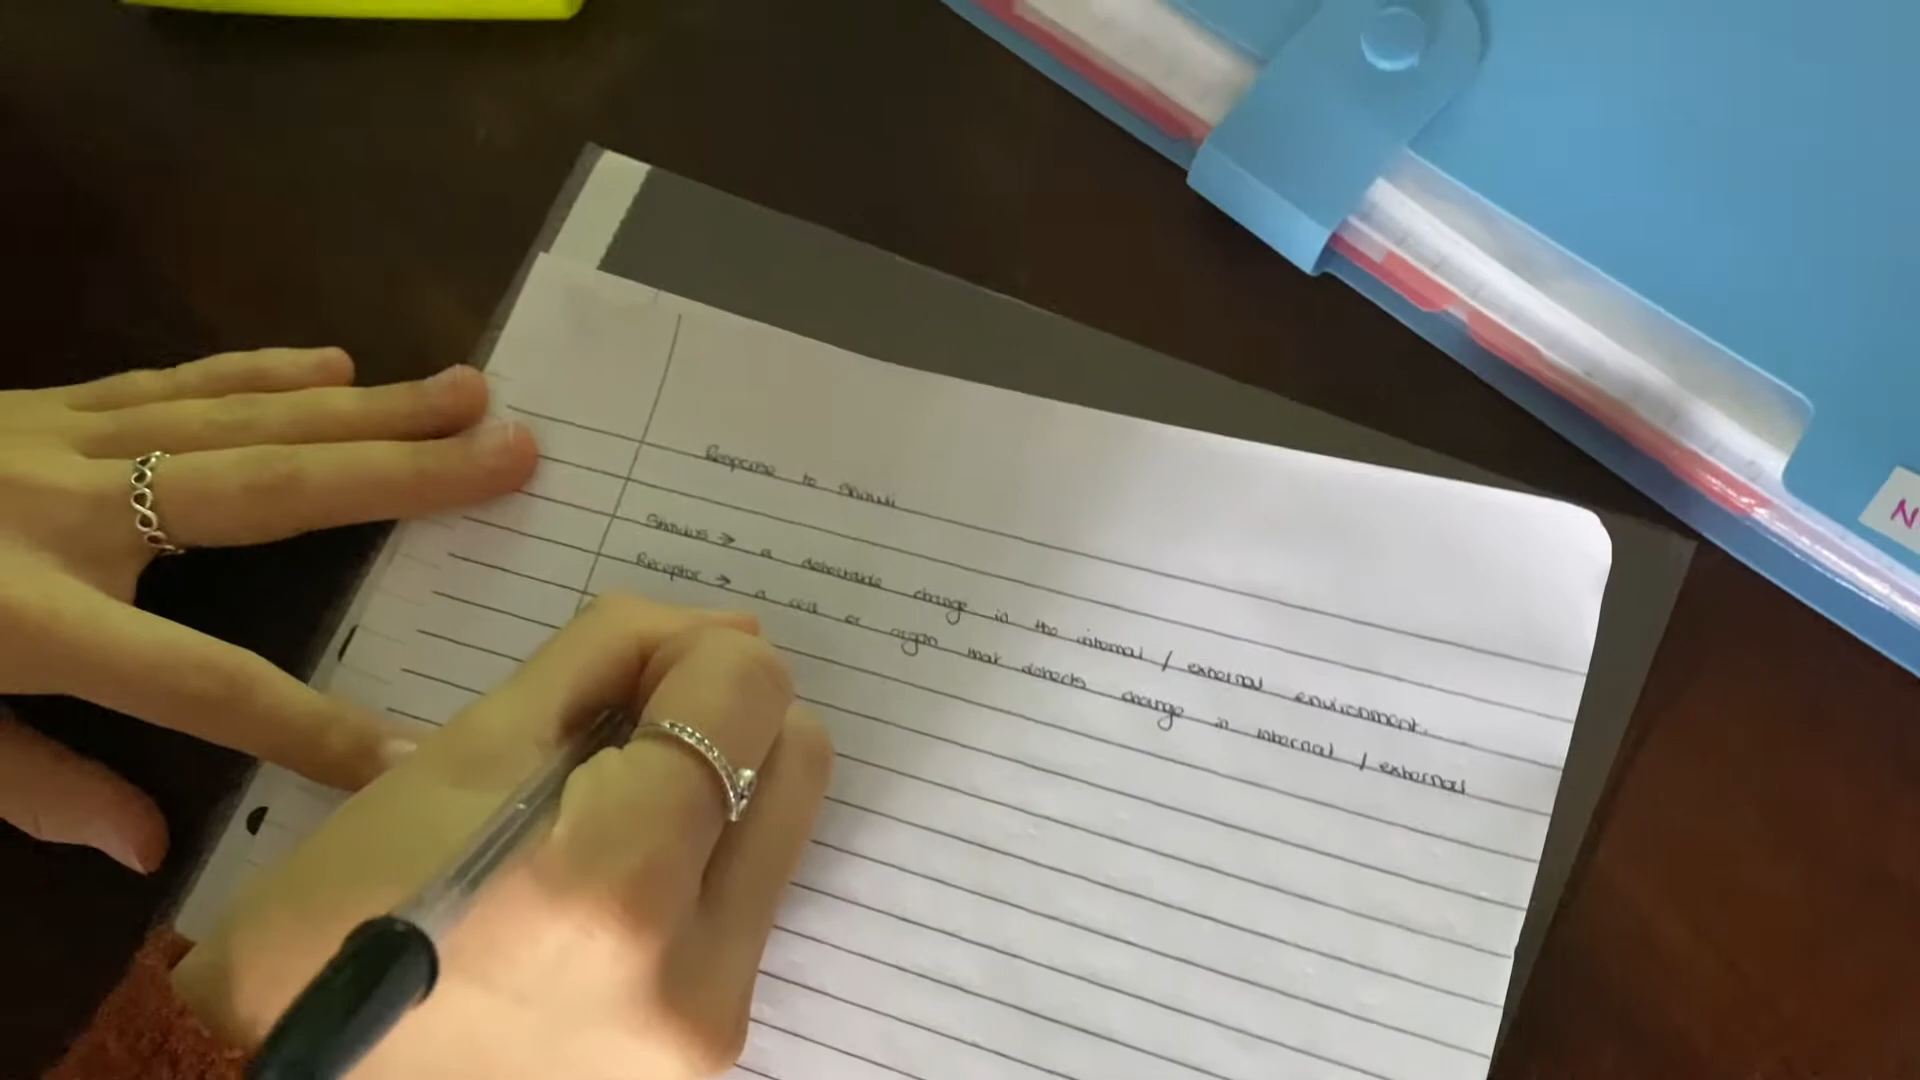 Response to Stimuli
Stimulus → a detectable change in the internal / external environment.
Receptor → a cell or organ that detects change in internal / external
N